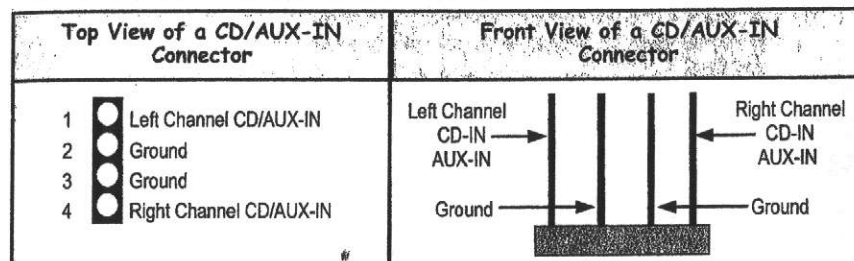 Top View of a CD/AUX-IN
Connector
Front View of a CD/AUX-IN
Connector
1 Left Channel CD/AUX-IN
2 Ground
3 Ground
4 Right Channel CD/AUX-IN
Left Channel
CD-IN
AUX-IN
Right Channel
CD-IN
AUX-IN
Ground
Ground